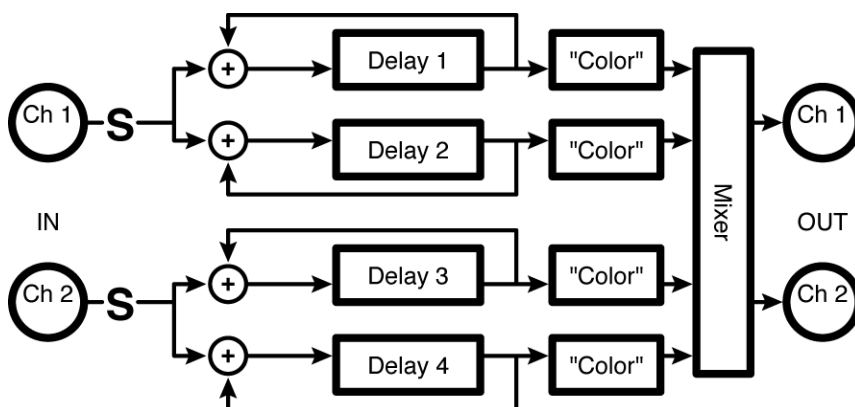 Ch 1
S
+
Delay 1
"Color"
+
Delay 2
"Color"
Mixer
Ch 1
IN
OUT
Ch 2
S
+
Delay 3
"Color"
+
Delay 4
"Color"
Ch 2